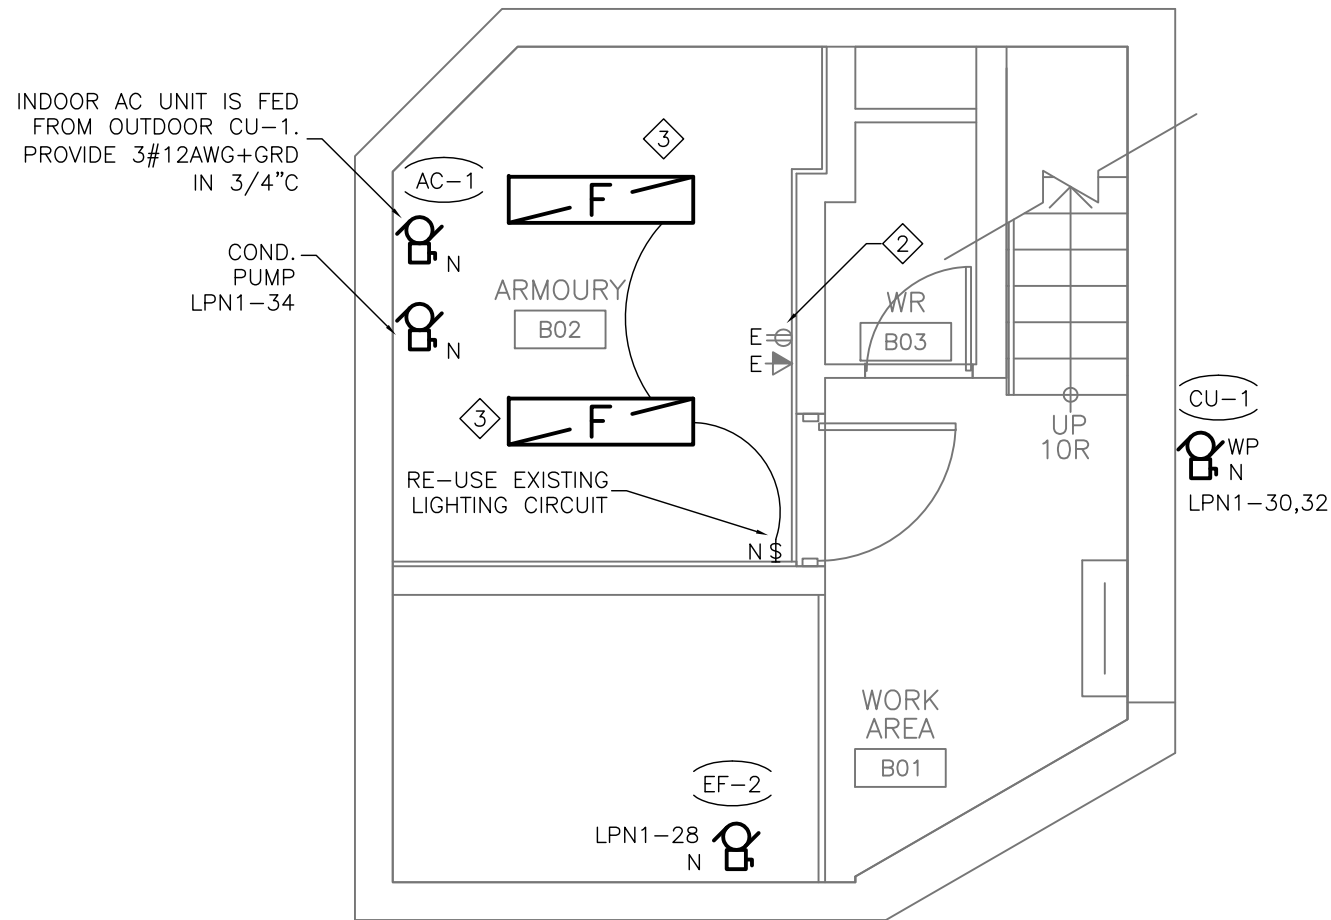 INDOOR AC UNIT IS FED
FROM OUTDOOR CU-1.
PROVIDE 3#12AWG+GRD
IN 3/4"C
AC-1
3
F
N
COND.
PUMP
LPN1-34
N
ARMOURY
B02
2
WR
B03
E
E
3
F
RE-USE EXISTING
LIGHTING CIRCUIT
N S
UP
10R
CU-1
WP
N
LPN1-30,32
WORK
AREA
B01
EF-2
LPN1-28
N